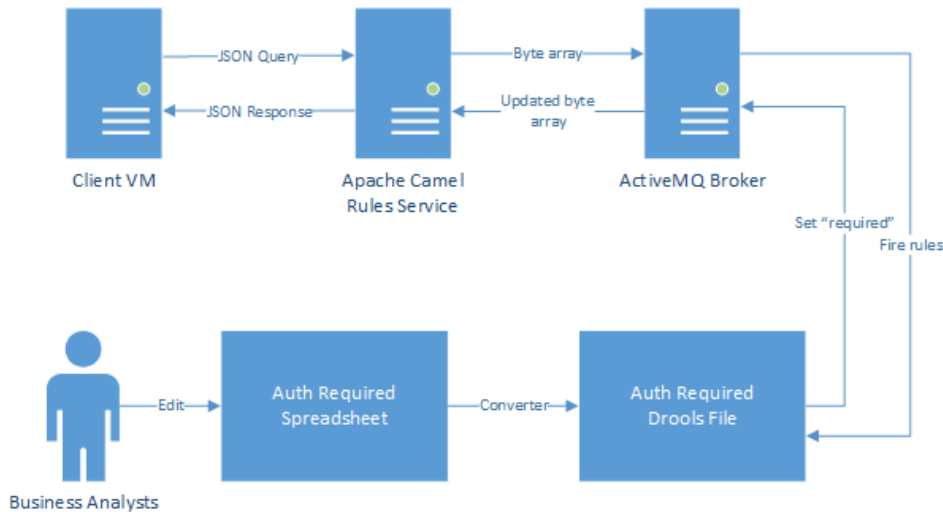 JSON Query
Byte array
JSON Response
Updated byte
array
Client VM
Apache Camel
Rules Service
ActiveMQ Broker
Set “required”
Fire rules
Edit
Auth Required
Spreadsheet
Converter
Auth Required
Drools File
Business Analysts